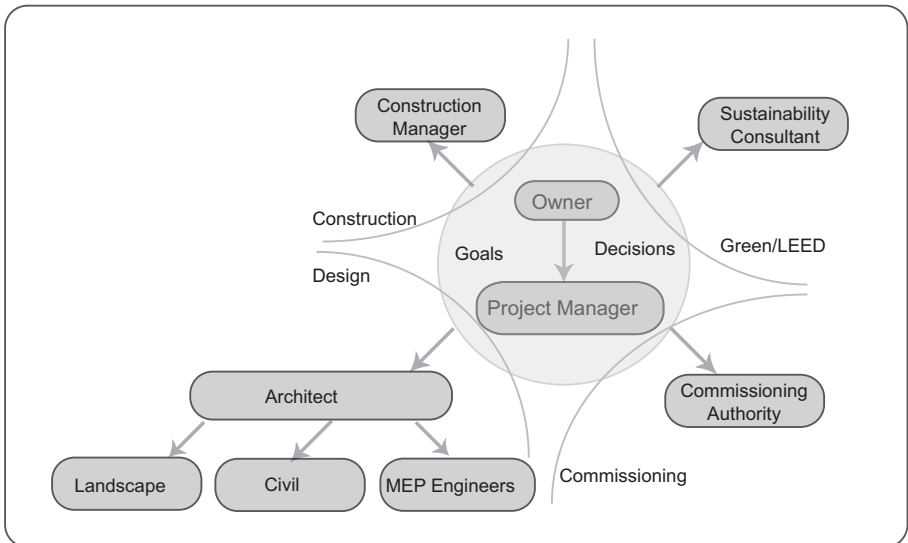 Construction
Manager
Sustainability
Consultant
Owner
Construction
Goals
Decisions
Green/LEED
Design
Project Manager
Architect
Commissioning
Authority
Landscape
Civil
MEP Engineers
Commissioning